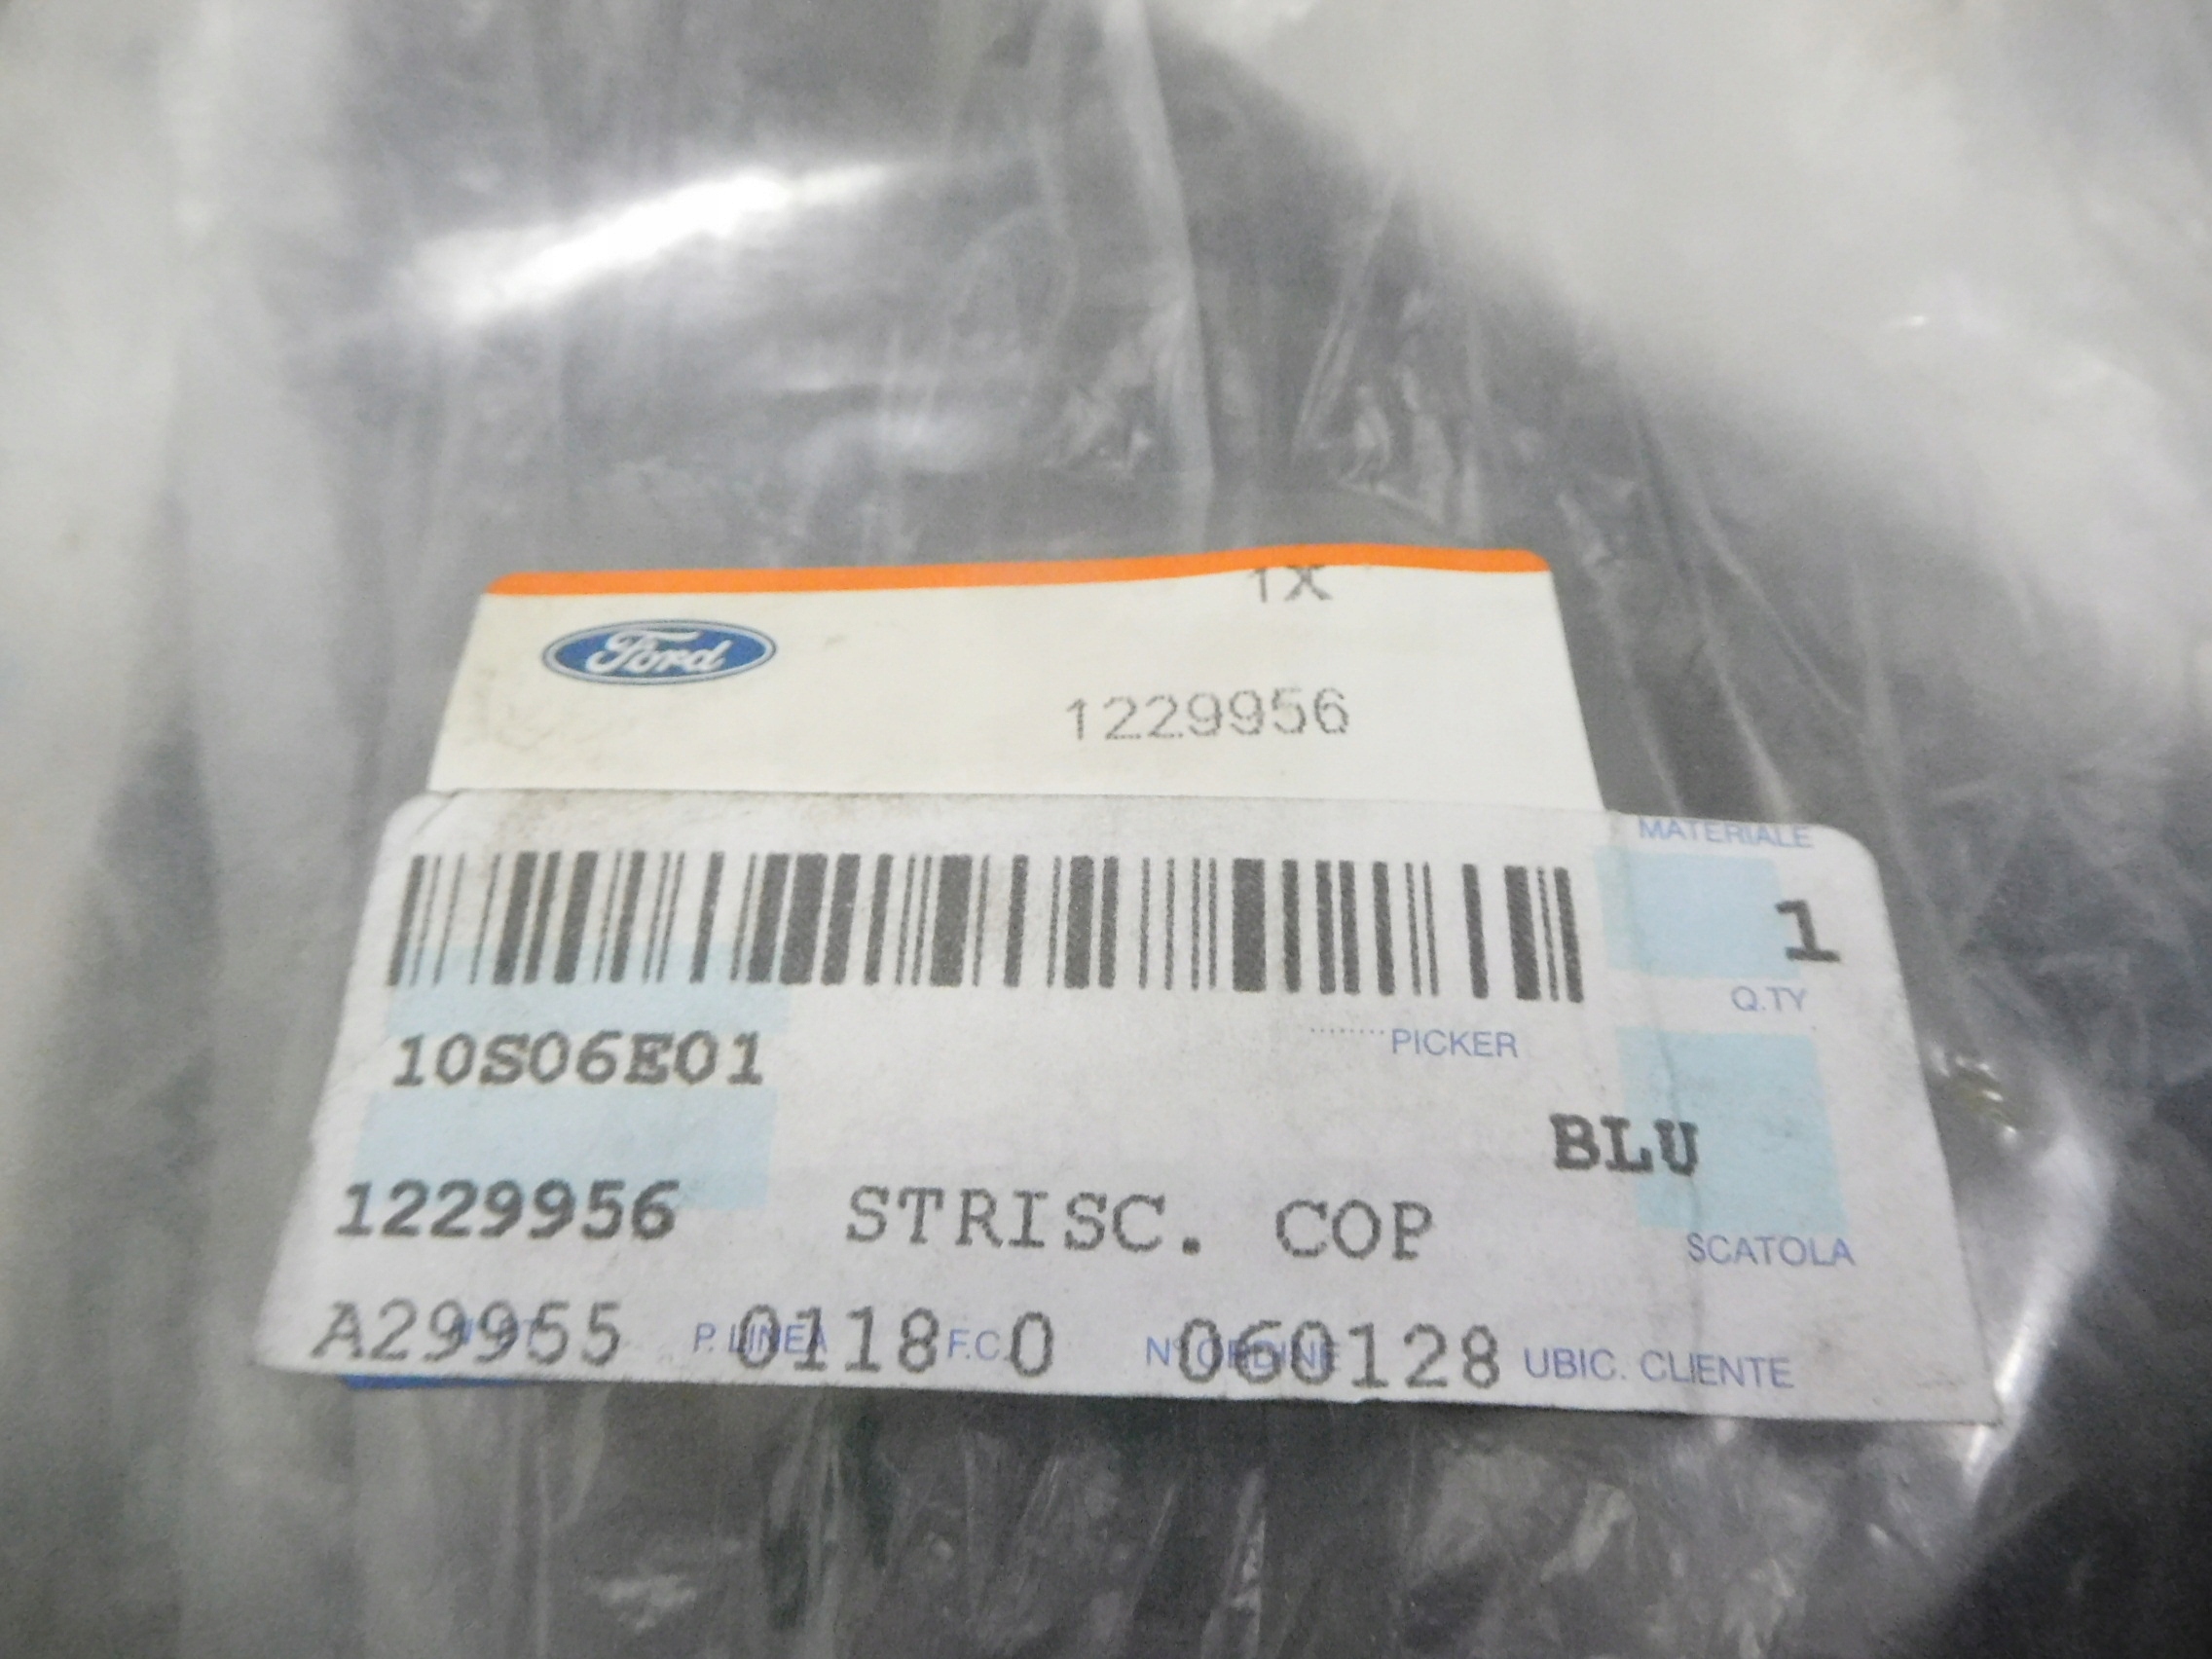 1X
Ford
1229956
MATERIALE
1
Q.TY
10S06E01
PICKER
BLU
1229956 STRISC. COP
SCATOLA
A29955 P. LINEA 0118 F.C. 0 N° ORDINE 060128 UBIC. CLIENTE